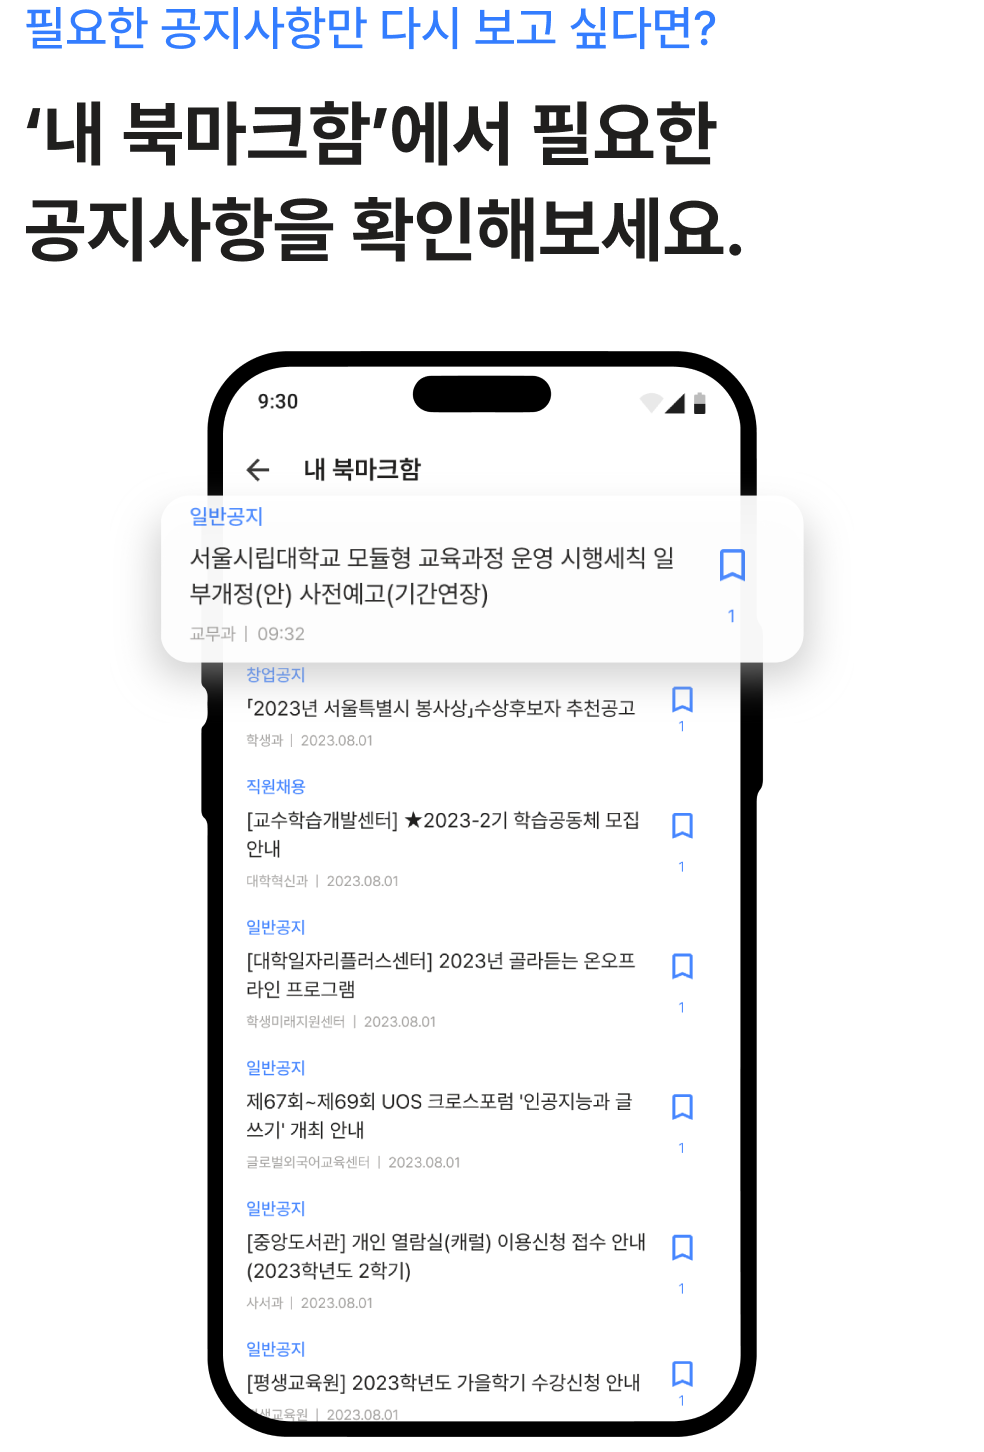 필요한 공지사항만 다시 보고 싶다면?
‘내 북마크함’에서 필요한
공지사항을 확인해보세요.
9:30
내 북마크함
일반공지
서울시립대학교 모듈형 교육과정 운영 시행세칙 일
부개정(안) 사전예고(기간연장)
1
교무과 | 09:32
창업공지
「2023년 서울특별시 봉사상」수상후보자 추천공고
1
학생과 | 2023.08.01
직원채용
[교수학습개발센터] ★2023-2기 학습공동체 모집
안내
1
대학혁신과 | 2023.08.01
일반공지
[대학일자리플러스센터] 2023년 골라듣는 온오프
라인 프로그램
1
학생미래지원센터 | 2023.08.01
일반공지
제67회~제69회 UOS 크로스포럼 '인공지능과 글
쓰기' 개최 안내
1
글로벌외국어교육센터 | 2023.08.01
일반공지
[중앙도서관] 개인 열람실(캐럴) 이용신청 접수 안내
(2023학년도 2학기)
1
사서과 | 2023.08.01
일반공지
[평생교육원] 2023학년도 가을학기 수강신청 안내
1
평생교육원 | 2023.08.01